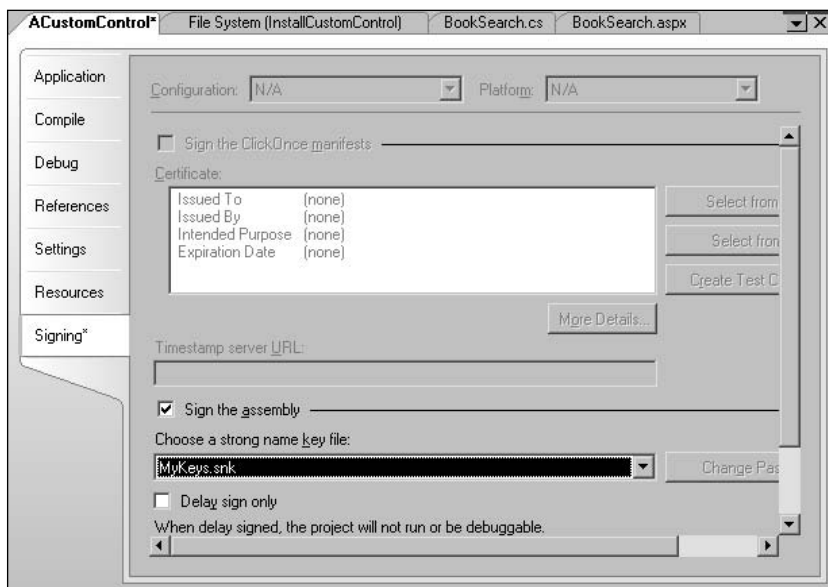 ACustomControl* File System (InstallCustomControl) BookSearch.cs BookSearch.aspx
Application
Compile
Debug
References
Settings
Resources
Signing*
Configuration: N/A Platform: N/A
Sign the ClickOnce manifests
Certificate:
Issued To (none)
Issued By (none)
Intended Purpose (none)
Expiration Date (none)
Select from
Select from
Create Test C
More Details...
Timestamp server URL:
Sign the assembly
Choose a strong name key file:
MyKeys.snk
Change Pas
Delay sign only
When delay signed, the project will not run or be debuggable.